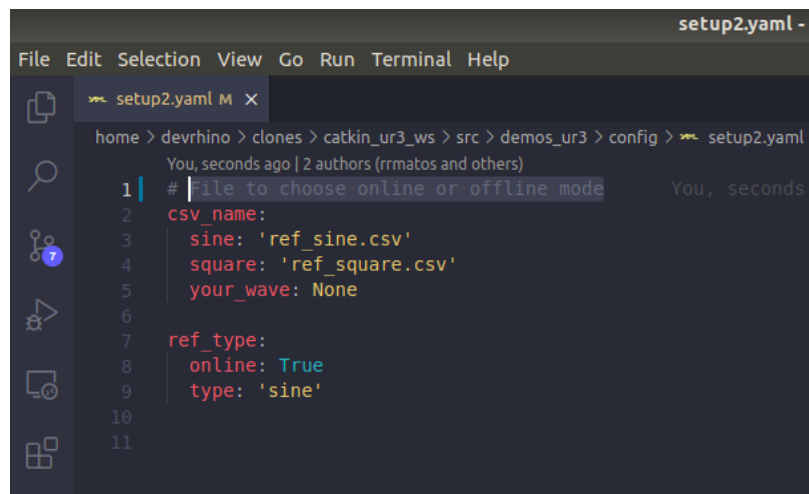 setup2.yaml -
File Edit Selection View Go Run Terminal Help
setup2.yaml M ×
home > devrhino > clones > catkin_ur3_ws > src > demos_ur3 > config > setup2.yaml
You, seconds ago | 2 authors (rrmatos and others)
1 # File to choose online or offline mode You, seconds
2 csv_name:
3 sine: 'ref_sine.csv'
4 square: 'ref_square.csv'
5 your_wave: None
6
7 ref_type:
8 online: True
9 type: 'sine'
10
11
7